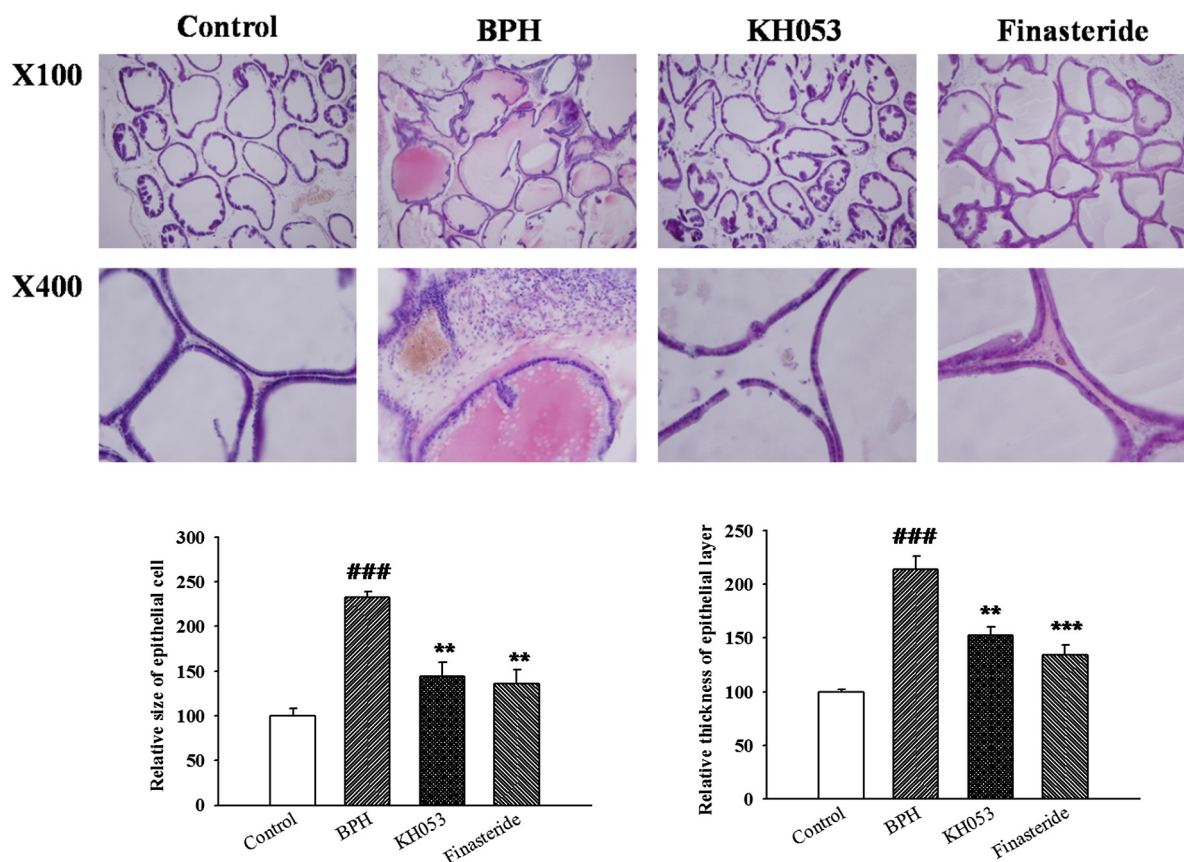 Control BPH KH053 Finasteride
X100
X400
Relative size of epithelial cell
300
250
200
150
100
50
0
###
**
**
Control
BPH
KH053
Finasteride
Relative thickness of epithelial layer
250
200
150
100
50
0
###
**
***
Control
BPH
KH053
Finasteride